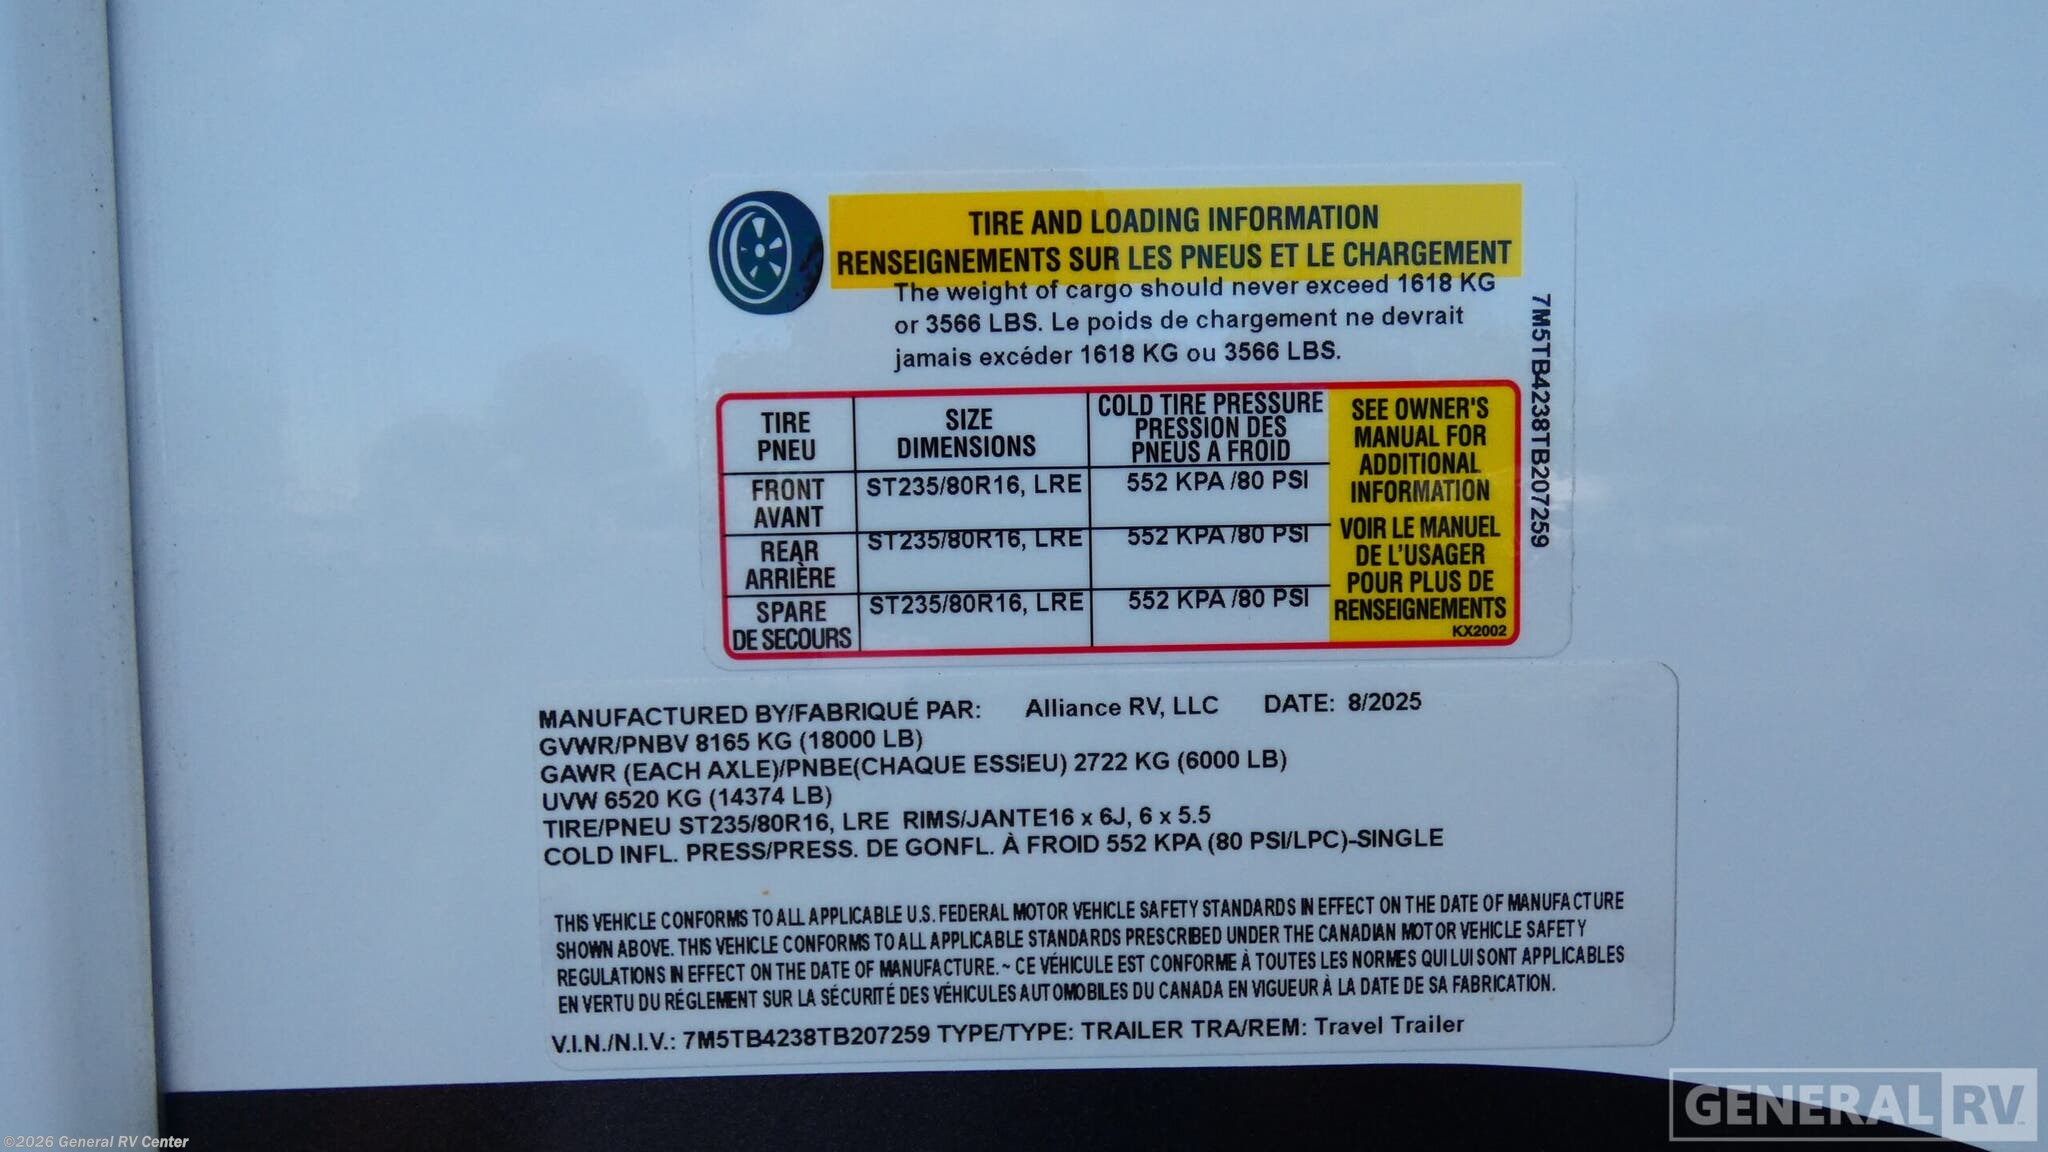 TIRE AND LOADING INFORMATION
RENSEIGNEMENTS SUR LES PNEUS ET LE CHARGEMENT
The weight of cargo should never exceed 1618 KG
or 3566 LBS. Le poids de chargement ne devrait
jamais excéder 1618 KG ou 3566 LBS.
7M5TB4238TB207259
TIRE
PNEU
SIZE
DIMENSIONS
COLD TIRE PRESSURE
PRESSION DES
PNEUS A FROID
FRONT
AVANT
ST235/80R16, LRE
552 KPA /80 PSI
REAR
ARRIÈRE
ST235/80R16, LRE
552 KPA /80 PSI
SPARE
DE SECOURS
ST235/80R16, LRE
552 KPA /80 PSI
SEE OWNER'S
MANUAL FOR
ADDITIONAL
INFORMATION
VOIR LE MANUEL
DE L'USAGER
POUR PLUS DE
RENSEIGNEMENTS
KX2002
MANUFACTURED BY/FABRIQUÉ PAR: Alliance RV, LLC DATE: 8/2025
GVWR/PNBV 8165 KG (18000 LB)
GAWR (EACH AXLE)/PNBE(CHAQUE ESSIEU) 2722 KG (6000 LB)
UVW 6520 KG (14374 LB)
TIRE/PNEU ST235/80R16, LRE RIMS/JANTE16 x 6J, 6 x 5.5
COLD INFL. PRESS/PRESS. DE GONFL. À FROID 552 KPA (80 PSI/LPC)-SINGLE
THIS VEHICLE CONFORMS TO ALL APPLICABLE U.S. FEDERAL MOTOR VEHICLE SAFETY STANDARDS IN EFFECT ON THE DATE OF MANUFACTURE
SHOWN ABOVE. THIS VEHICLE CONFORMS TO ALL APPLICABLE STANDARDS PRESCRIBED UNDER THE CANADIAN MOTOR VEHICLE SAFETY
REGULATIONS IN EFFECT ON THE DATE OF MANUFACTURE. ~ CE VÉHICULE EST CONFORME À TOUTES LES NORMES QUI LUI SONT APPLICABLES
EN VERTU DU RÉGLEMENT SUR LA SÉCURITÉ DES VÉHICULES AUTOMOBILES DU CANADA EN VIGUEUR À LA DATE DE SA FABRICATION.
V.I.N./N.I.V.: 7M5TB4238TB207259 TYPE/TYPE: TRAILER TRA/REM: Travel Trailer
GENERAL RV
©2026 General RV Center